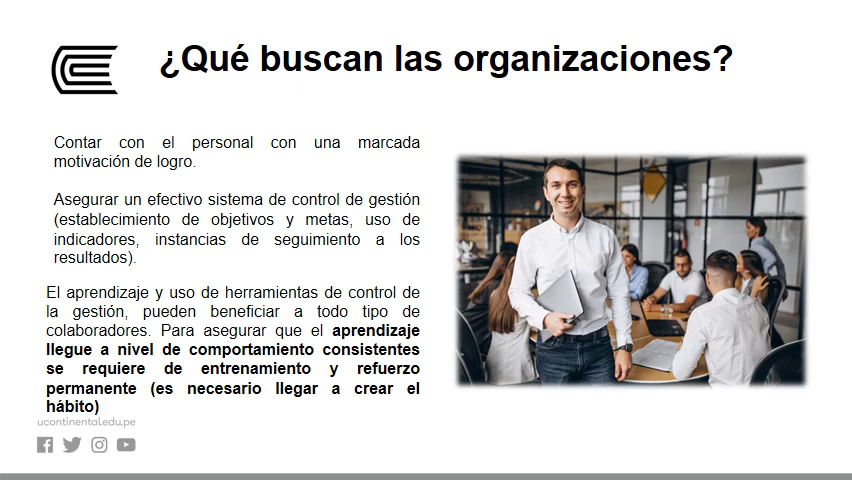 ¿Qué buscan las organizaciones?
Contar con el personal con una marcada
motivación de logro.
Asegurar un efectivo sistema de control de gestión
(establecimiento de objetivos y metas, uso de
indicadores, instancias de seguimiento a los
resultados).
El aprendizaje y uso de herramientas de control de
la gestión, pueden beneficiar a todo tipo de
colaboradores. Para asegurar que el aprendizaje
llegue a nivel de comportamiento consistentes
se requiere de entrenamiento y refuerzo
permanente (es necesario llegar a crear el
hábito)
ucontinental.edu.pe